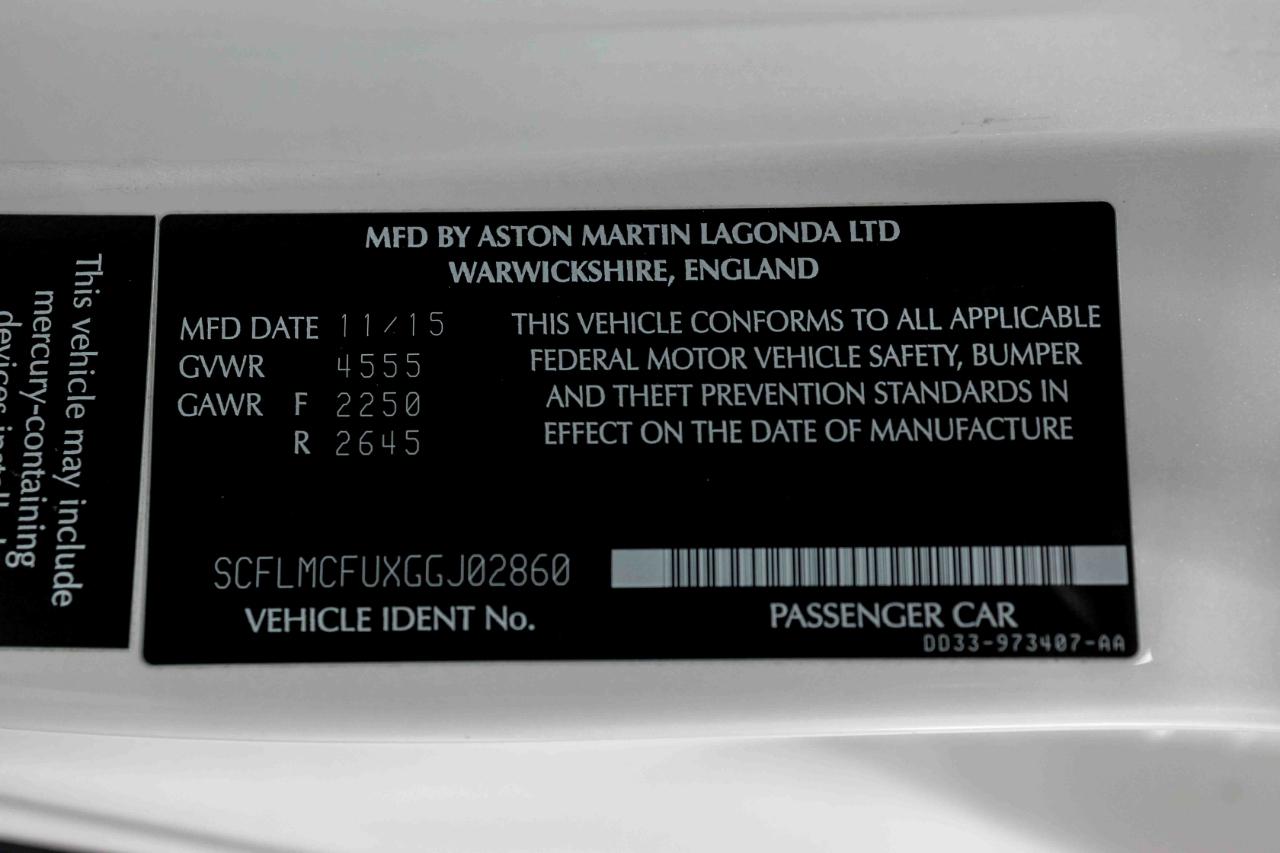 This vehicle may include
mercury-containing
MFD BY ASTON MARTIN LAGONDA LTD
WARWICKSHIRE, ENGLAND
MFD DATE 11/15
GVWR 4555
GAWR F 2250
R 2645
THIS VEHICLE CONFORMS TO ALL APPLICABLE
FEDERAL MOTOR VEHICLE SAFETY, BUMPER
AND THEFT PREVENTION STANDARDS IN
EFFECT ON THE DATE OF MANUFACTURE
SCFLMCFUXGGJ02860
VEHICLE IDENT No.
PASSENGER CAR
DD33-973407-AA